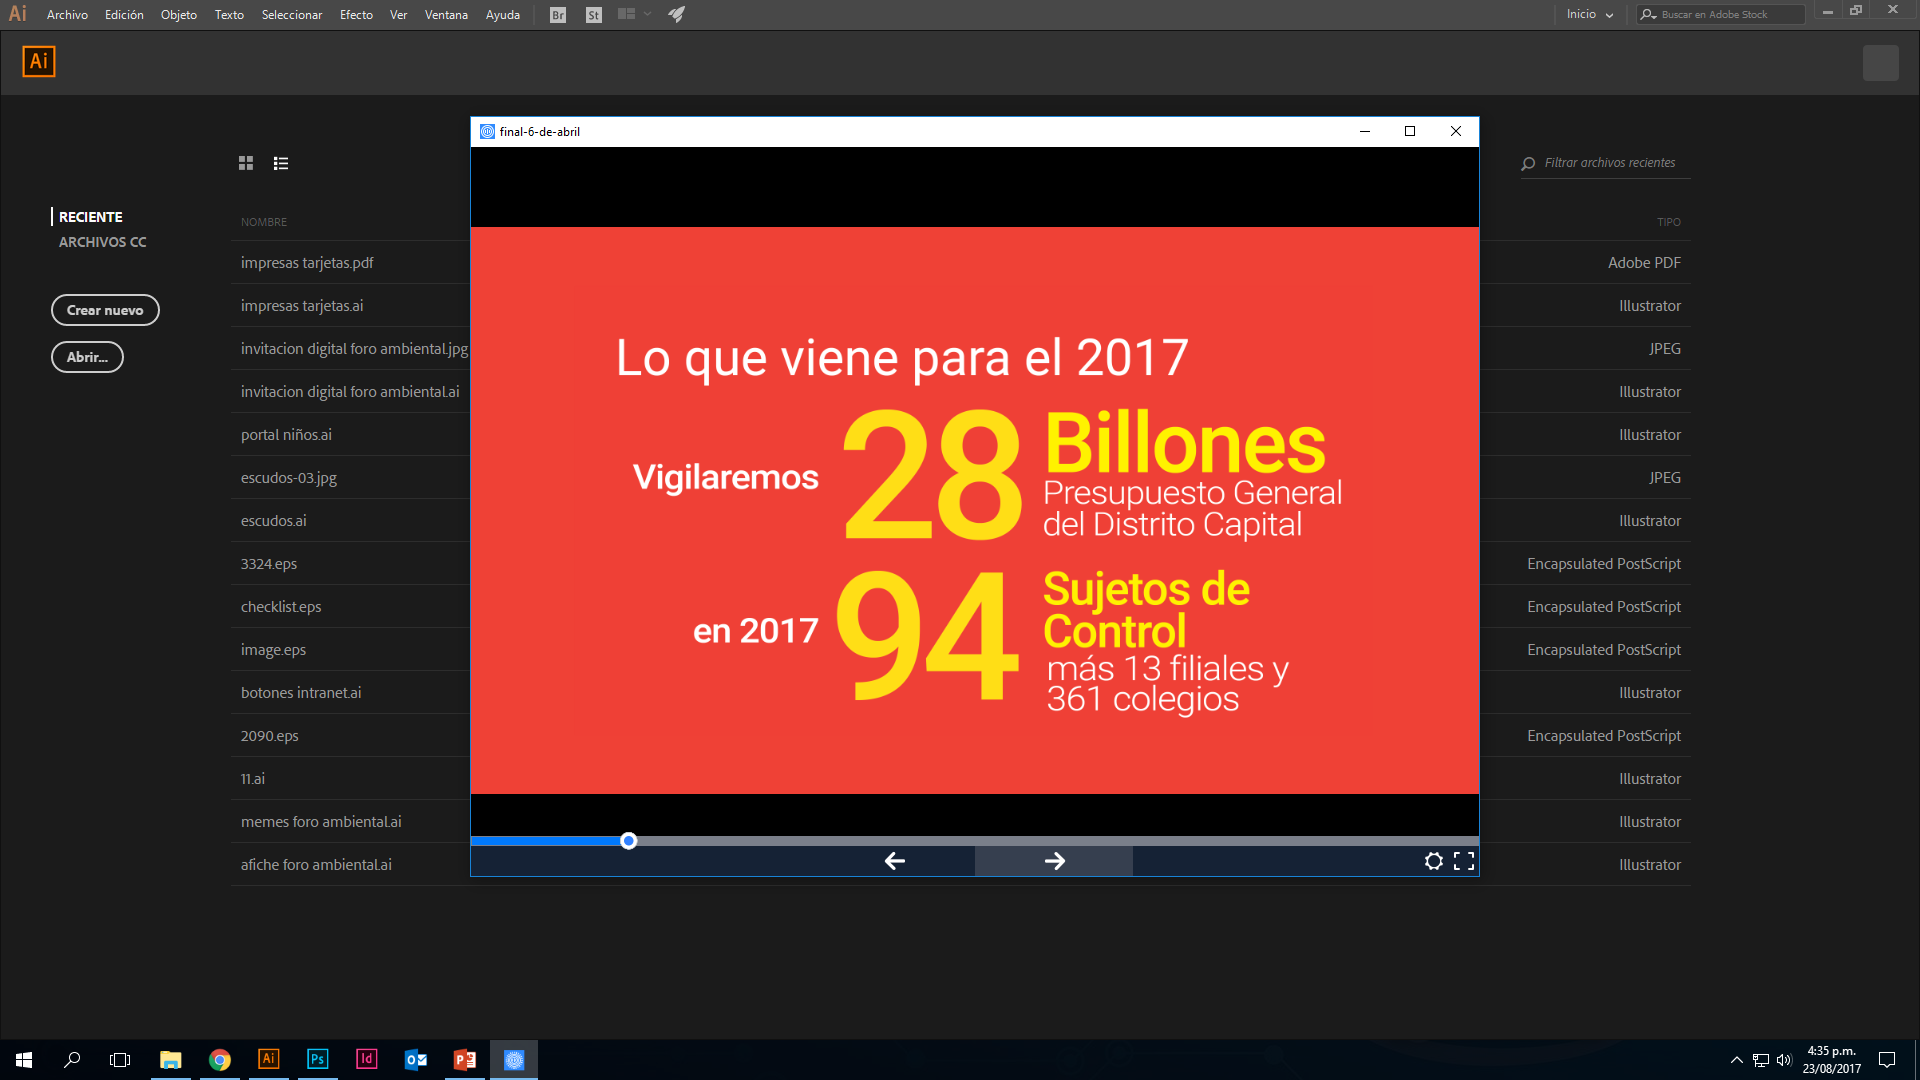 Ai Archivo Edición Objeto Texto Seleccionar Efecto Ver Ventana Ayuda Br St Inicio Buscar en Adobe Stock
Ai
final-6-de-abril
Filtrar archivos recientes
RECIENTE
ARCHIVOS CC
Crear nuevo
Abrir...
NOMBRE TIPO
impresas tarjetas.pdf Adobe PDF
impresas tarjetas.ai Illustrator
invitacion digital foro ambiental.jpg JPEG
invitacion digital foro ambiental.ai Illustrator
portal niños.ai Illustrator
escudos-03.jpg JPEG
escudos.ai Illustrator
3324.eps Encapsulated PostScript
checklist.eps Encapsulated PostScript
image.eps Encapsulated PostScript
botones intranet.ai Illustrator
2090.eps Encapsulated PostScript
11.ai Illustrator
memes foro ambiental.ai Illustrator
afiche foro ambiental.ai Illustrator
Lo que viene para el 2017
Vigilaremos 28 Billones
Presupuesto General
del Distrito Capital
en 2017 94 Sujetos de
Control
más 13 filiales y
361 colegios
Ai Ps Id
4:35 p.m.
23/08/2017